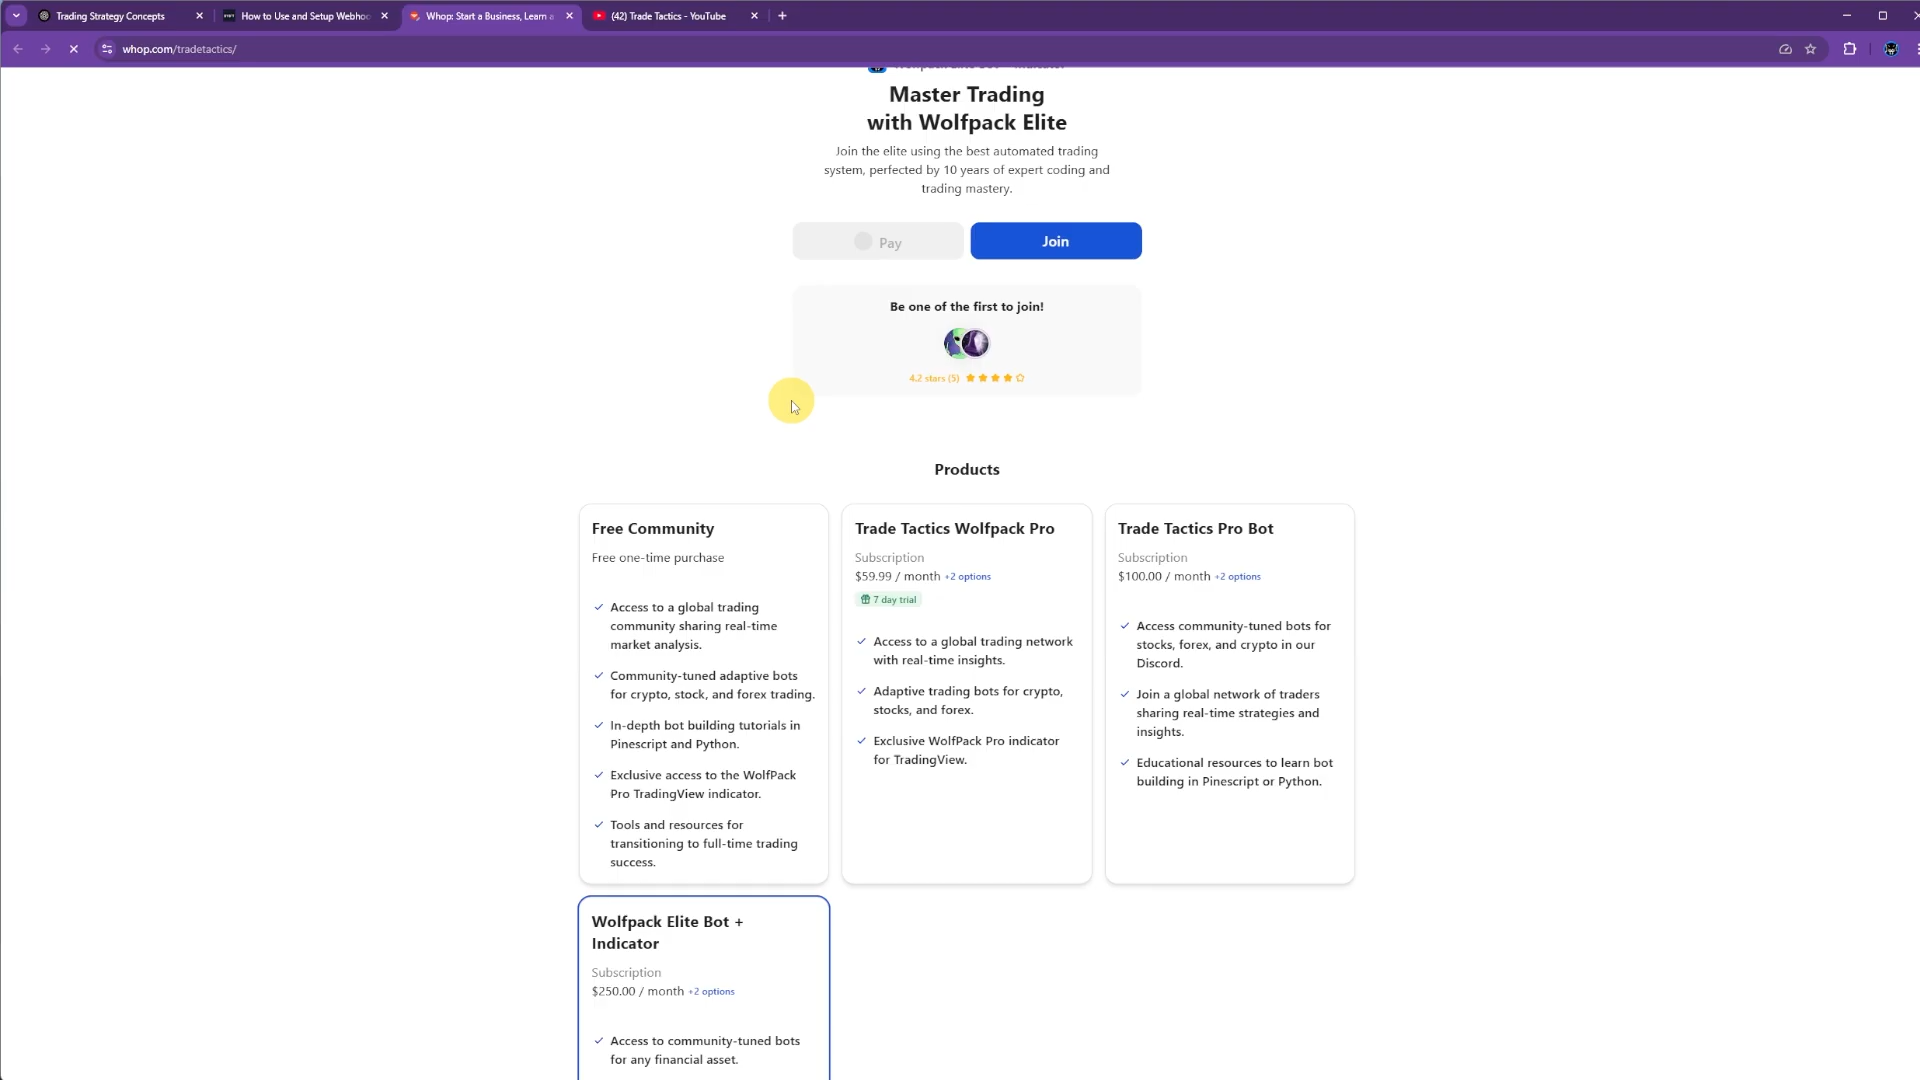 Trading Strategy Concepts
How to Use and Setup Webhoo
Whop: Start a Business, Learn a
(42) Trade Tactics - YouTube
whop.com/tradetactics/
Master Trading
with Wolfpack Elite
Join the elite using the best automated trading
system, perfected by 10 years of expert coding and
trading mastery.
Pay
Join
Be one of the first to join!
4.2 stars (5)
Products
Free Community
Free one-time purchase
Access to a global trading
community sharing real-time
market analysis.
Community-tuned adaptive bots
for crypto, stock, and forex trading.
In-depth bot building tutorials in
Pinescript and Python.
Exclusive access to the WolfPack
Pro TradingView indicator.
Tools and resources for
transitioning to full-time trading
success.
Trade Tactics Wolfpack Pro
Subscription
$59.99 / month +2 options
7 day trial
Access to a global trading network
with real-time insights.
Adaptive trading bots for crypto,
stocks, and forex.
Exclusive WolfPack Pro indicator
for TradingView.
Trade Tactics Pro Bot
Subscription
$100.00 / month +2 options
Access community-tuned bots for
stocks, forex, and crypto in our
Discord.
Join a global network of traders
sharing real-time strategies and
insights.
Educational resources to learn bot
building in Pinescript or Python.
Wolfpack Elite Bot +
Indicator
Subscription
$250.00 / month +2 options
Access to community-tuned bots
for any financial asset.